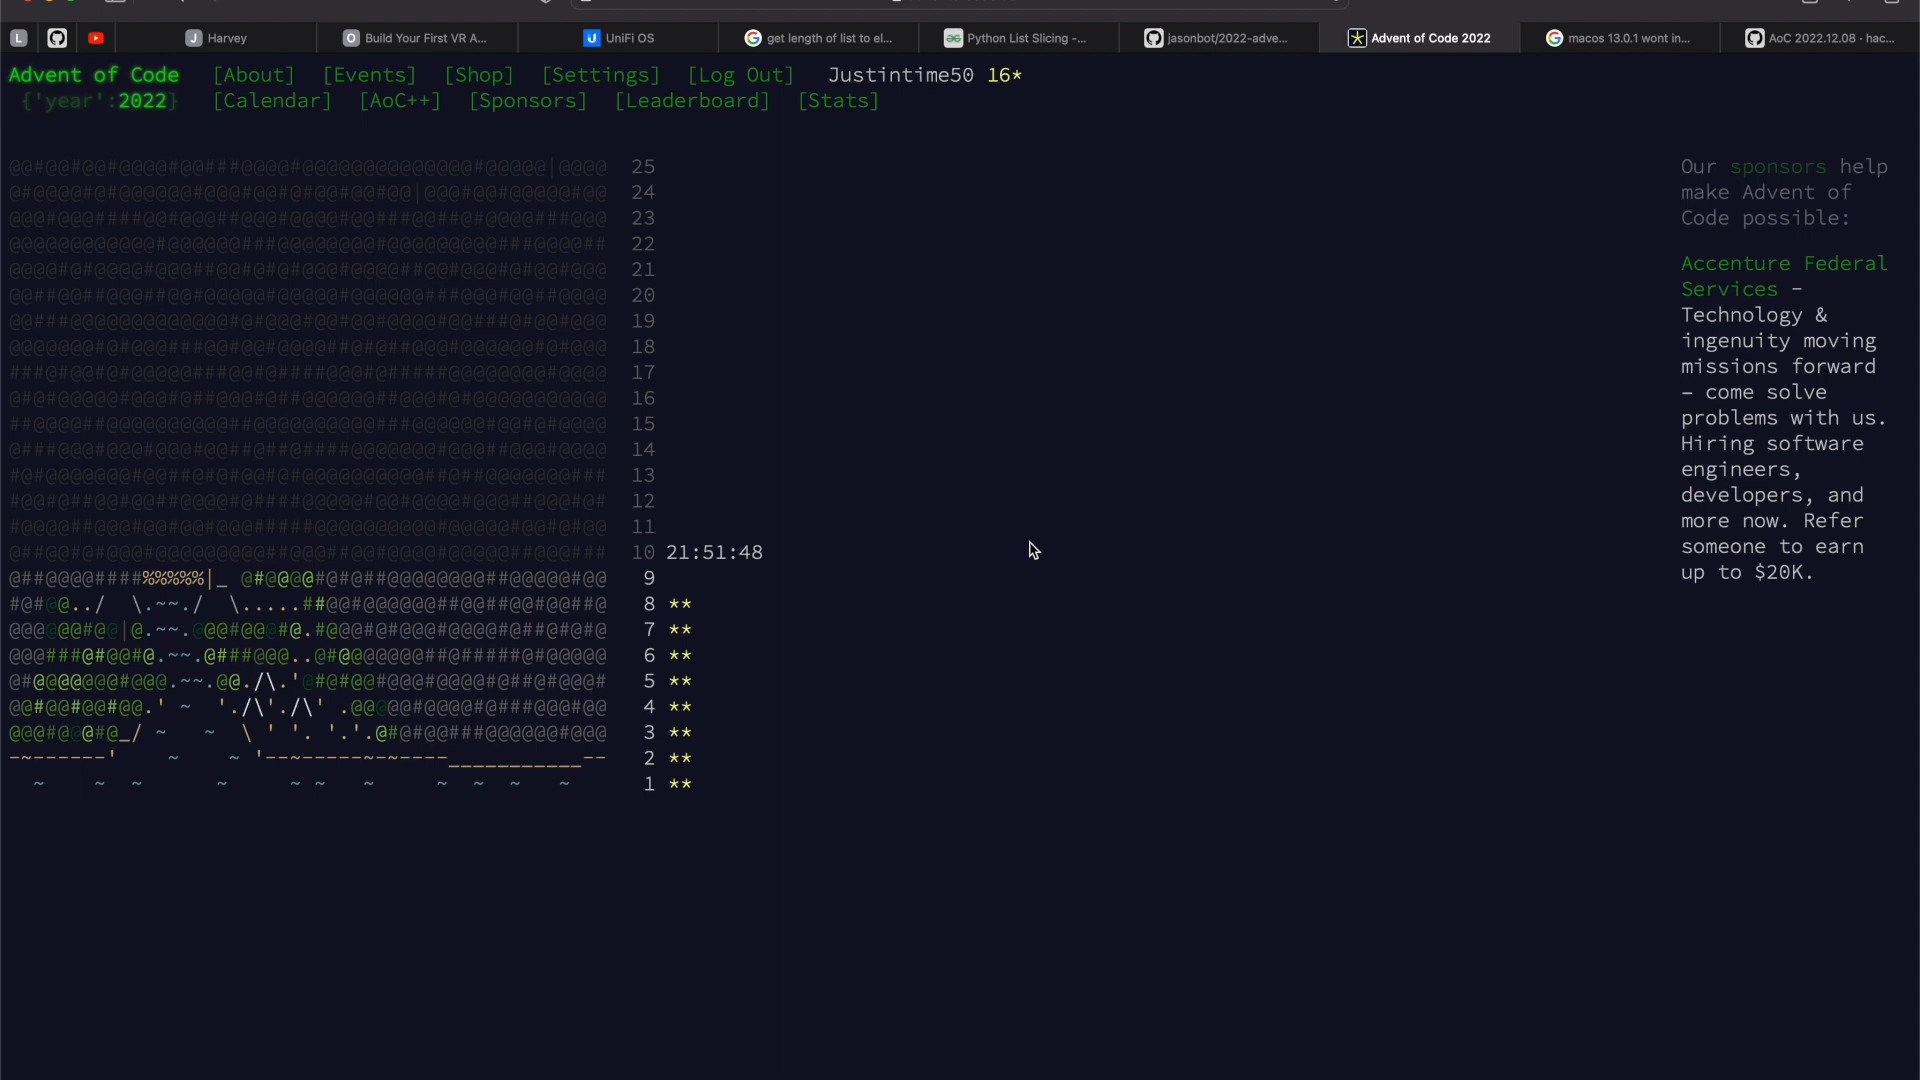 L
J Harvey
O Build Your First VR A...
U UniFi OS
G get length of list to el...
Python List Slicing -...
jasonbot/2022-adve...
Advent of Code 2022
G macos 13.0.1 wont in...
AoC 2022.12.08 · hac...
Advent of Code [About] [Events] [Shop] [Settings] [Log Out] Justintime50 16*
{'year':2022} [Calendar] [AoC++] [Sponsors] [Leaderboard] [Stats]
25
24
23
22
21
20
19
18
17
16
15
14
13
12
11
10 21:51:48
9
8 **
7 **
6 **
5 **
4 **
3 **
2 **
1 **
Our sponsors help
make Advent of
Code possible:
Accenture Federal
Services –
Technology &
ingenuity moving
missions forward
– come solve
problems with us.
Hiring software
engineers,
developers, and
more now. Refer
someone to earn
up to $20K.